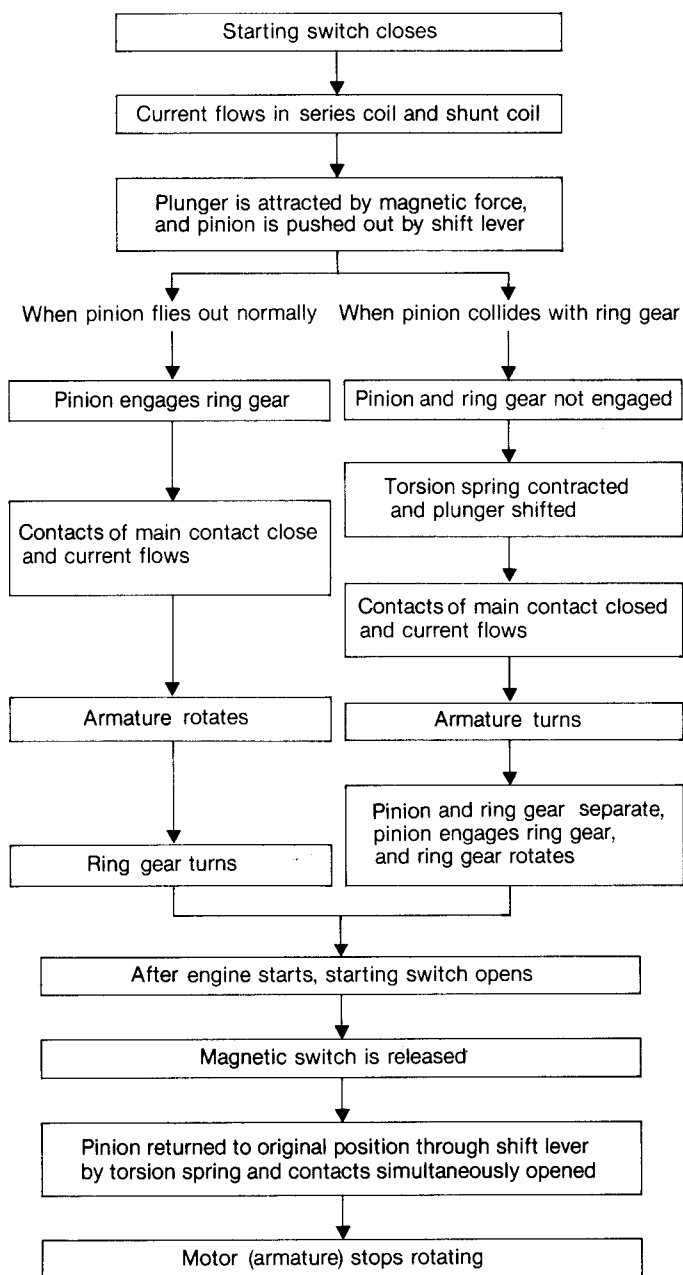 Starting switch closes
Current flows in series coil and shunt coil
Plunger is attracted by magnetic force,
and pinion is pushed out by shift lever
When pinion flies out normally
When pinion collides with ring gear
Pinion engages ring gear
Pinion and ring gear not engaged
Torsion spring contracted
and plunger shifted
Contacts of main contact close
and current flows
Contacts of main contact closed
and current flows
Armature rotates
Armature turns
Pinion and ring gear separate,
pinion engages ring gear,
and ring gear rotates
Ring gear turns
After engine starts, starting switch opens
Magnetic switch is released
Pinion returned to original position through shift lever
by torsion spring and contacts simultaneously opened
Motor (armature) stops rotating